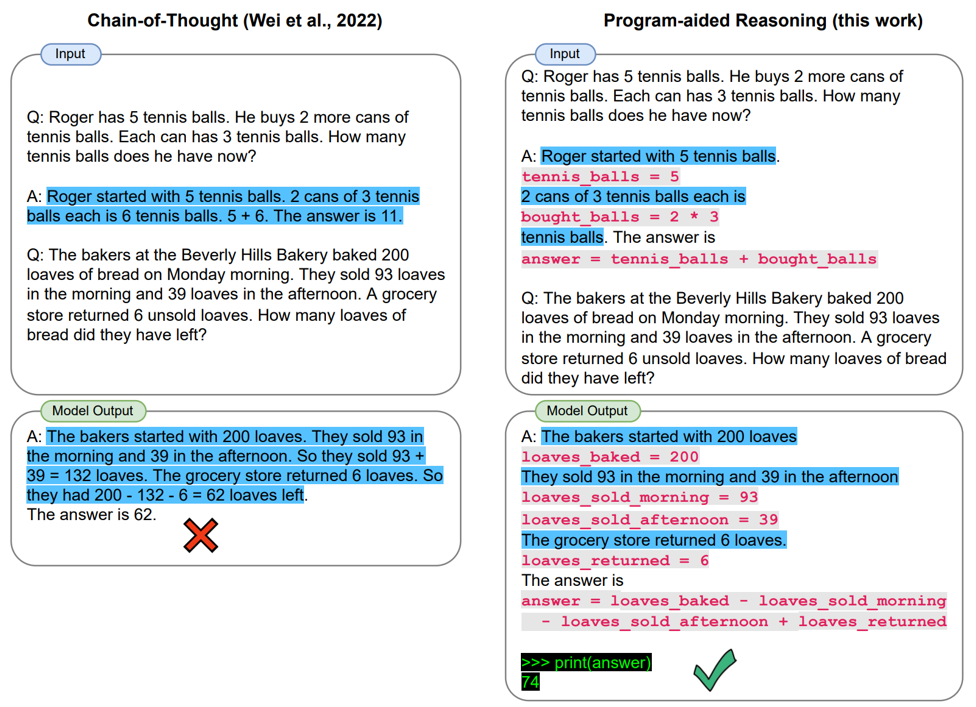 Chain-of-Thought (Wei et al., 2022)
Input
Q: Roger has 5 tennis balls. He buys 2 more cans of
tennis balls. Each can has 3 tennis balls. How many
tennis balls does he have now?
A: Roger started with 5 tennis balls. 2 cans of 3 tennis
balls each is 6 tennis balls. 5 + 6. The answer is 11.
Q: The bakers at the Beverly Hills Bakery baked 200
loaves of bread on Monday morning. They sold 93 loaves
in the morning and 39 loaves in the afternoon. A grocery
store returned 6 unsold loaves. How many loaves of
bread did they have left?
Model Output
A: The bakers started with 200 loaves. They sold 93 in
the morning and 39 in the afternoon. So they sold 93 +
39 = 132 loaves. The grocery store returned 6 loaves. So
they had 200 - 132 - 6 = 62 loaves left.
The answer is 62.
Program-aided Reasoning (this work)
Input
Q: Roger has 5 tennis balls. He buys 2 more cans of
tennis balls. Each can has 3 tennis balls. How many
tennis balls does he have now?
A: Roger started with 5 tennis balls.
tennis_balls = 5
2 cans of 3 tennis balls each is
bought_balls = 2 * 3
tennis balls. The answer is
answer = tennis_balls + bought_balls
Q: The bakers at the Beverly Hills Bakery baked 200
loaves of bread on Monday morning. They sold 93 loaves
in the morning and 39 loaves in the afternoon. A grocery
store returned 6 unsold loaves. How many loaves of bread
did they have left?
Model Output
A: The bakers started with 200 loaves
loaves_baked = 200
They sold 93 in the morning and 39 in the afternoon
loaves_sold_morning = 93
loaves_sold_afternoon = 39
The grocery store returned 6 loaves.
loaves_returned = 6
The answer is
answer = loaves_baked - loaves_sold_morning
- loaves_sold_afternoon + loaves_returned
>>> print(answer)
74